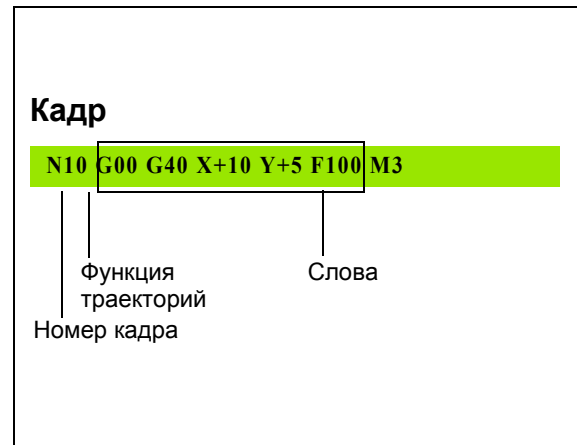 Кадр
N10 G00 G40 X+10 Y+5 F100 M3
Функция
траекторий
Слова
Номер кадра